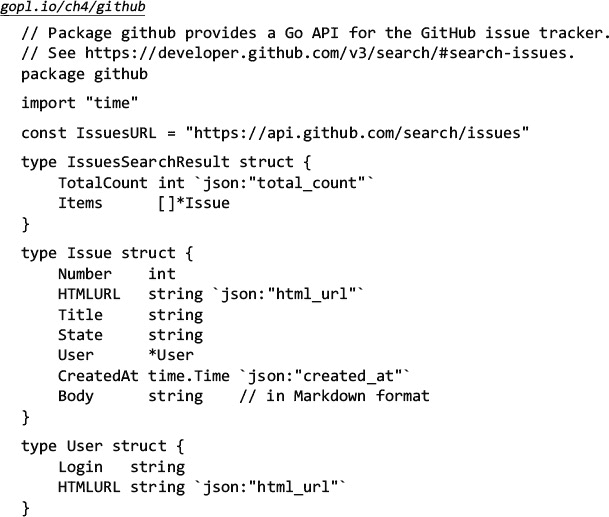 gopl.io/ch4/github
// Package github provides a Go API for the GitHub issue tracker.
// See https://developer.github.com/v3/search/#search-issues.
package github
import "time"
const IssuesURL = "https://api.github.com/search/issues"
type IssuesSearchResult struct {
    TotalCount int `json:"total_count"`
    Items      []*Issue
}
type Issue struct {
    Number    int
    HTMLURL   string `json:"html_url"`
    Title     string
    State     string
    User      *User
    CreatedAt time.Time `json:"created_at"`
    Body      string    // in Markdown format
}
type User struct {
    Login   string
    HTMLURL string `json:"html_url"`
}